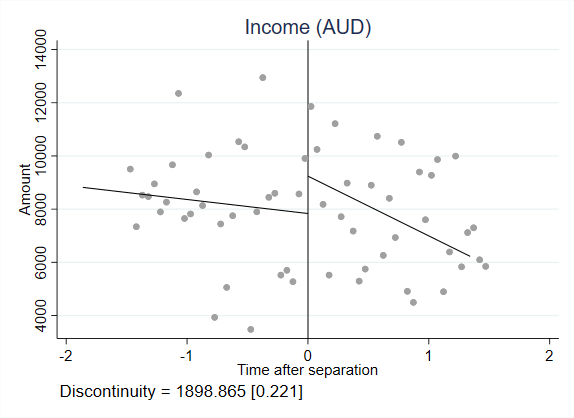 Income (AUD)
Amount
14000
12000
10000
8000
6000
4000
-2
-1
0
1
2
Time after separation
Discontinuity = 1898.865 [0.221]